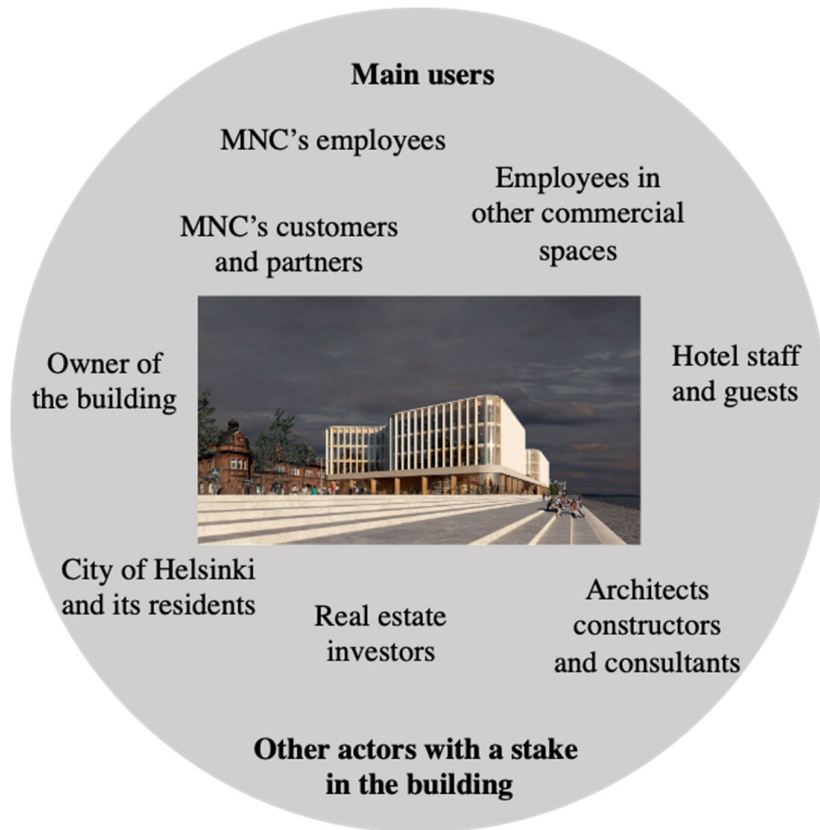 Main users
MNC’s employees
Employees in
other commercial
spaces
MNC’s customers
and partners
Owner of
the building
Hotel staff
and guests
City of Helsinki
and its residents
Real estate
investors
Architects
constructors
and consultants
Other actors with a stake
in the building